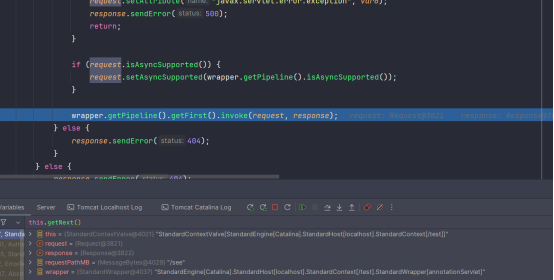 request.setAttribute( "javax.servlet.error.exception", var8);
response.sendError( status: 500);
return;
}
if (request.isAsyncSupported()) {
request.setAsyncSupported(wrapper.getPipeline().isAsyncSupported());
}
wrapper.getPipeline().getFirst().invoke(request, response); request: Request@3821 response: Response@
} else {
response.sendError( status: 404);
}
} else {
response.sendError( status: 404);
Variables Server Tomcat Localhost Log Tomcat Catalina Log
this.getNext()
this = {StandardContextValve@4021} "StandardContextValve[StandardEngine[Catalina].StandardHost[localhost].StandardContext[/test]]"
request = {Request@3821}
response = {Response@3822}
requestPathMB = {MessageBytes@4029} "/see"
wrapper = {StandardWrapper@4037} "StandardEngine[Catalina].StandardHost[localhost].StandardContext[/test].StandardWrapper[annotationServlet]"